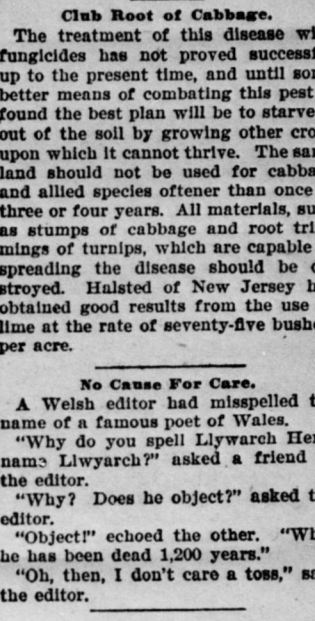 Club Root of Cabbage.
The treatment of this disease wi
fungicides has not proved successf
up to the present time, and until som
better means of combating this pest
found the best plan will be to starve
out of the soil by growing other cro
upon which it cannot thrive. The sam
land should not be used for cabba
and allied species oftener than once
three or four years. All materials, su
as stumps of cabbage and root tri
mings of turnips, which are capable
spreading the disease should be
stroyed. Halsted of New Jersey h
obtained good results from the use
lime at the rate of seventy-five bush
per acre.
No Cause For Care.
A Welsh editor had misspelled t
name of a famous poet of Wales.
"Why do you spell Llywarch He
name Llwyarch?" asked a friend
the editor.
"Why? Does he object?" asked t
editor.
"Object!" echoed the other. "Wh
he has been dead 1,200 years."
"Oh, then, I don't care a toss," sa
the editor.